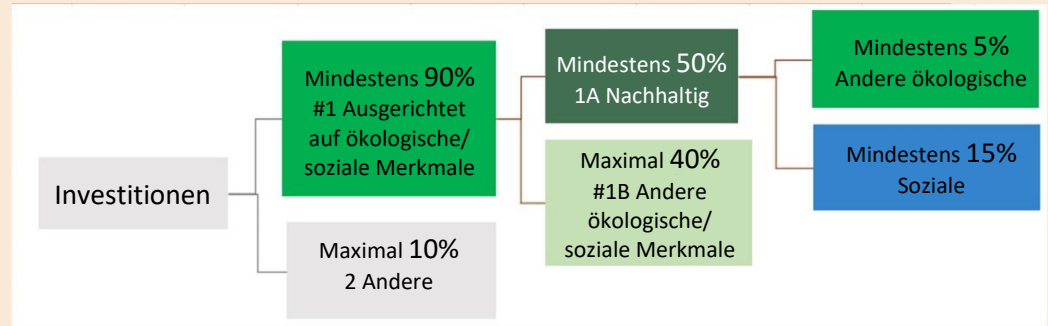 Investitionen
Mindestens 90%
#1 Ausgerichtet
auf ökologische/
soziale Merkmale
Maximal 10%
2 Andere
Mindestens 50%
1A Nachhaltig
Maximal 40%
#1B Andere
ökologische/
soziale Merkmale
Mindestens 5%
Andere ökologische
Mindestens 15%
Soziale